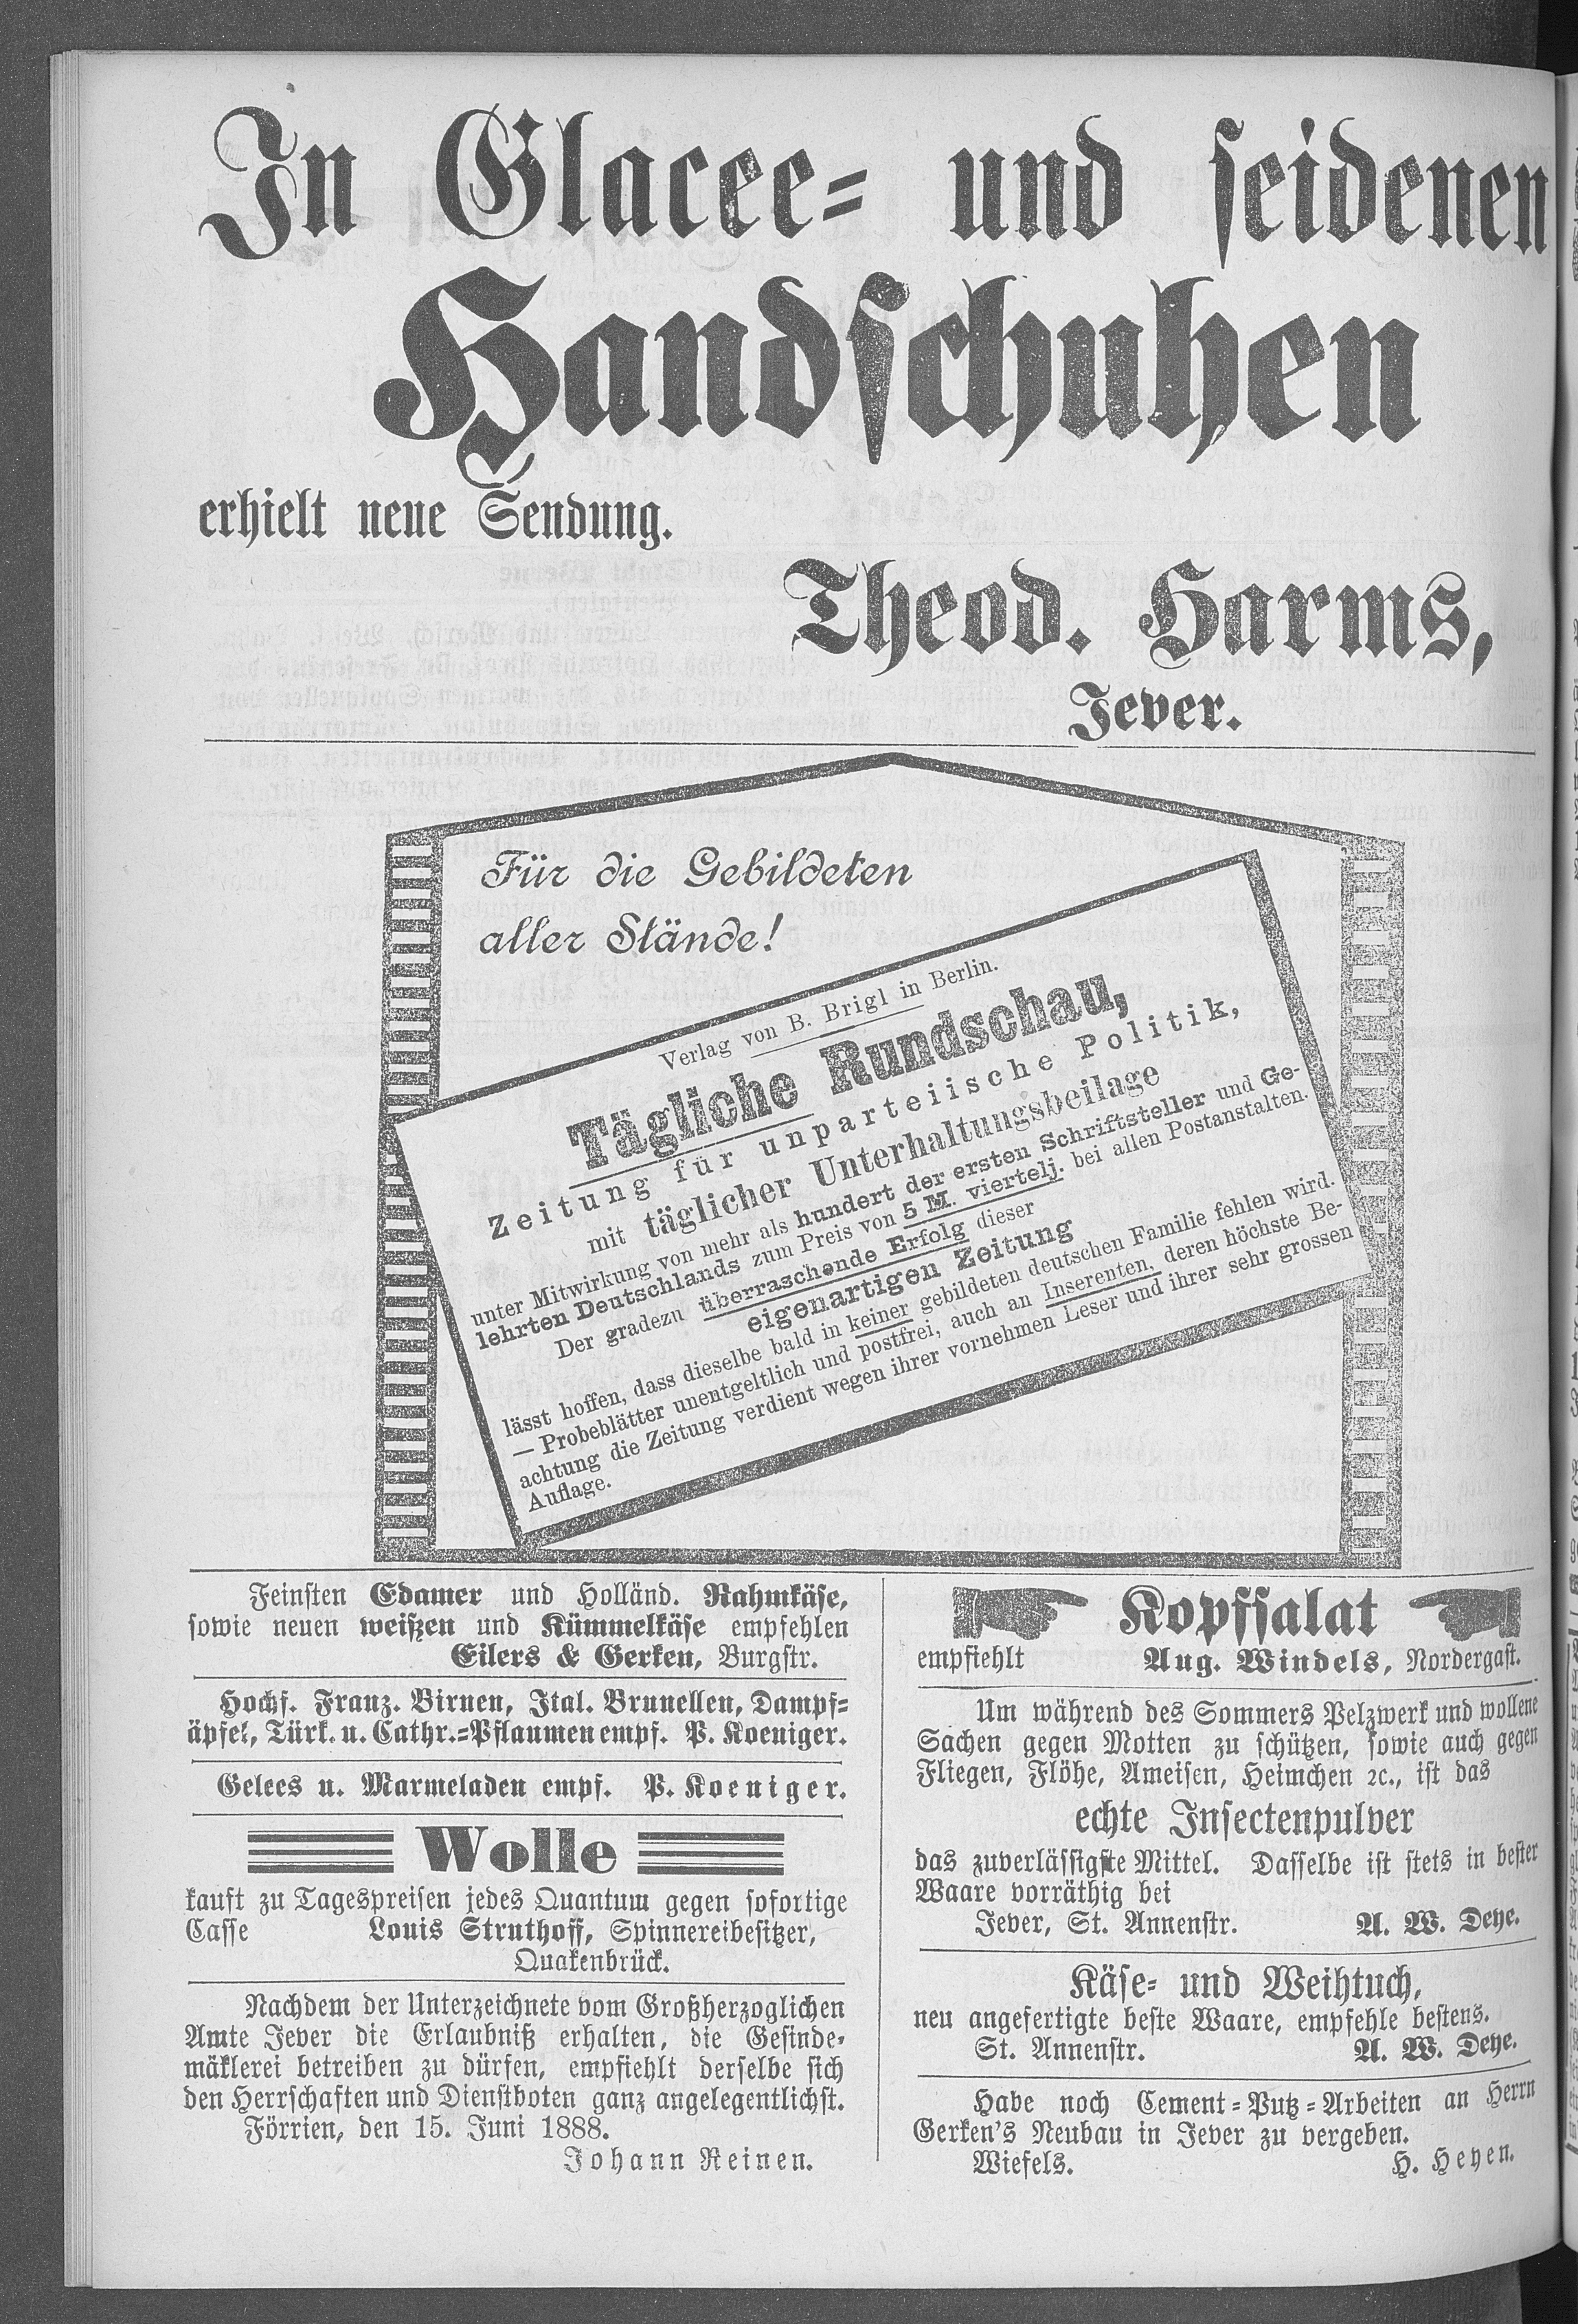 In Glacee- und seidenen
Handschuhen
erhielt neue Sendung.
Theod. Harms,
Jever.
Für die Gebildeten
aller Stände!
Verlag von B. Brigl in Berlin.
Tägliche Rundschau,
Zeitung für unparteiische Politik,
mit täglicher Unterhaltungsbeilage
unter Mitwirkung von mehr als hundert der ersten Schriftsteller und Ge-
lehrten Deutschlands zum Preis von 5 M. viertelj. bei allen Postanstalten.
Der gradezu überraschende Erfolg dieser
eigenartigen Zeitung
lässt hoffen, dass dieselbe bald in keiner gebildeten deutschen Familie fehlen wird.
— Probeblätter unentgeltlich und postfrei, auch an Inserenten, deren höchste Be-
achtung die Zeitung verdient wegen ihrer vornehmen Leser und ihrer sehr grossen
Auflage.
Feinsten Edamer und Holländ. Rahmkäse,
sowie neuen weißen und Kümmelkäse empfehlen
Eilers & Gerken, Burgstr.
Hochf. Franz. Birnen, Ital. Brunellen, Dampf-
äpfel, Türk. u. Cathr.-Pflaumen empf. P. Koeniger.
Gelees u. Marmeladen empf. P. Koeniger.
Wolle
kauft zu Tagespreisen jedes Quantum gegen sofortige
Casse Louis Struthoff, Spinnereibesitzer,
Quakenbrück.
Nachdem der Unterzeichnete vom Großherzoglichen
Amte Jever die Erlaubniß erhalten, die Gesinde-
mäklerei betreiben zu dürfen, empfiehlt derselbe sich
den Herrschaften und Dienstboten ganz angelegentlichst.
Förrien, den 15. Juni 1888.
Johann Reinen.
Kopfsalat
empfiehlt Aug. Windels, Nordergast.
Um während des Sommers Pelzwerk und wollene
Sachen gegen Motten zu schützen, sowie auch gegen
Fliegen, Flöhe, Ameisen, Heimchen ꝛc., ist das
echte Insectenpulver
das zuverlässigste Mittel. Dasselbe ist stets in bester
Waare vorräthig bei
Jever, St. Annenstr. A. W. Deye.
Käse- und Weihtuch,
neu angefertigte beste Waare, empfehle bestens.
St. Annenstr. A. W. Deye.
Habe noch Cement-Putz-Arbeiten an Herrn
Gerken's Neubau in Jever zu vergeben.
Wiefels. H. Heyen.